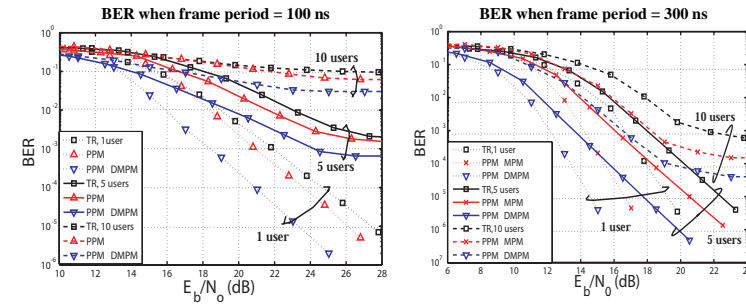 BER when frame period = 100 ns
10^0
10^-1
10^-2
10^-3
10^-4
10^-5
10^-6
BER
10 users
5 users
1 user
TR, 1user
PPM
PPM DMPM
TR, 5 users
PPM
PPM DMPM
TR, 10 users
PPM
PPM DMPM
10 12 14 16 18 20 22 24 26 28
E_b/N_o (dB)
BER when frame period = 300 ns
10^0
10^1
10^2
10^3
10^4
10^5
10^6
10^7
BER
10 users
1 user
5 users
TR,1 user
PPM MPM
PPM DMPM
TR,5 users
PPM MPM
PPM DMPM
TR,10 users
PPM MPM
PPM DMPM
6 8 10 12 14 16 18 20 22 24
E_b/N_0 (dB)